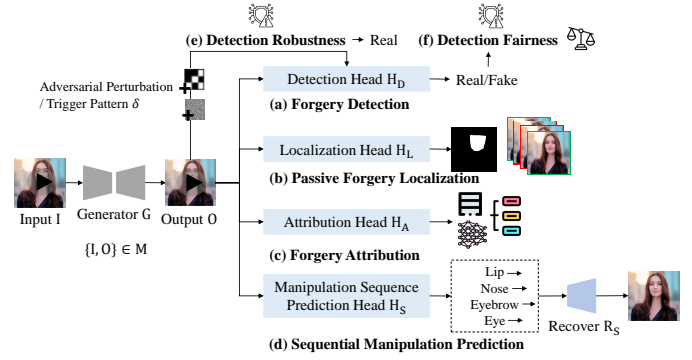 (e) Detection Robustness → Real
(f) Detection Fairness
Adversarial Perturbation
/ Trigger Pattern δ
Detection Head H_D
Real/Fake
(a) Forgery Detection
Localization Head H_L
(b) Passive Forgery Localization
Input I
Generator G
Output O
{I, O} ∈ M
Attribution Head H_A
(c) Forgery Attribution
Manipulation Sequence
Prediction Head H_S
Lip
Nose
Eyebrow
Eye
Recover R_S
(d) Sequential Manipulation Prediction